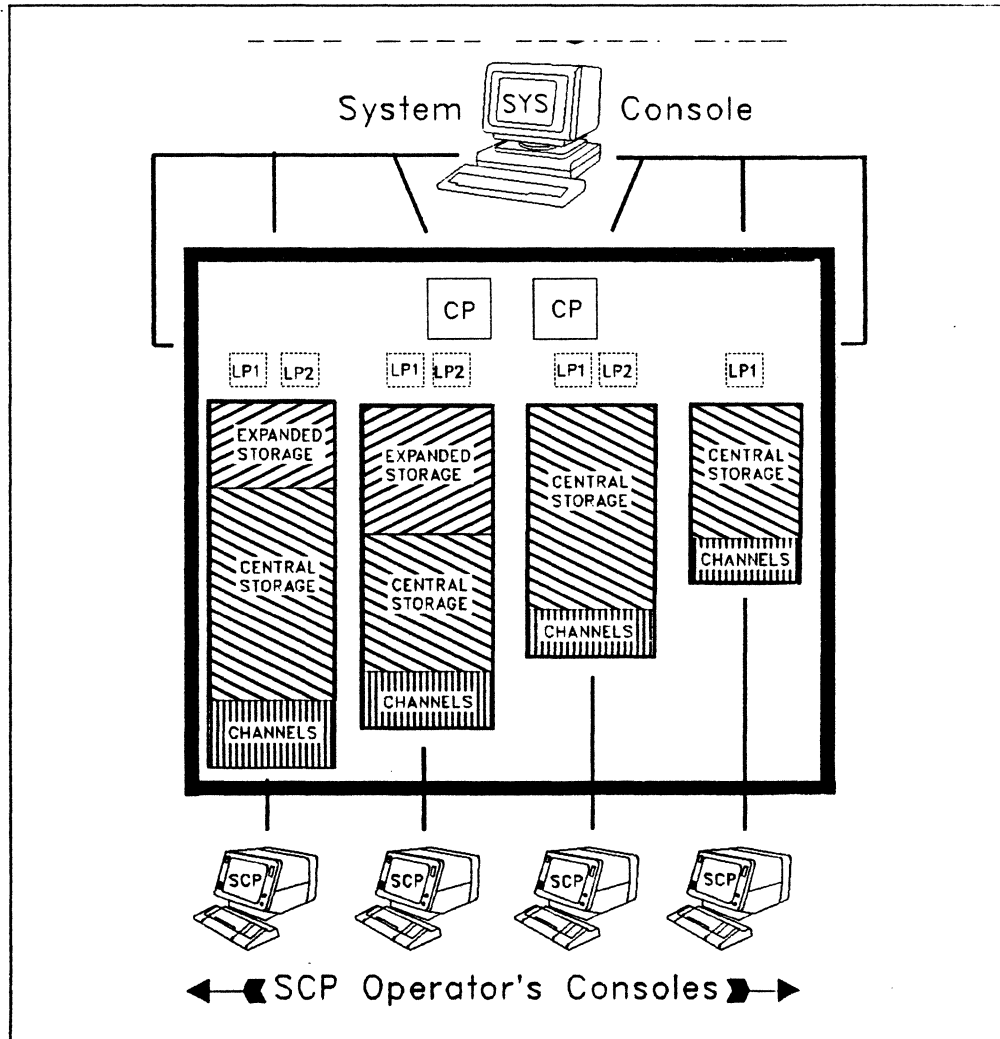 System SYS Console
CP CP
LP1 LP2 LP1 LP2 LP1 LP2 LP1
EXPANDED
STORAGE
CENTRAL
STORAGE
CHANNELS
EXPANDED
STORAGE
CENTRAL
STORAGE
CHANNELS
CENTRAL
STORAGE
CHANNELS
CENTRAL
STORAGE
CHANNELS
SCP SCP SCP SCP
SCP Operator's Consoles